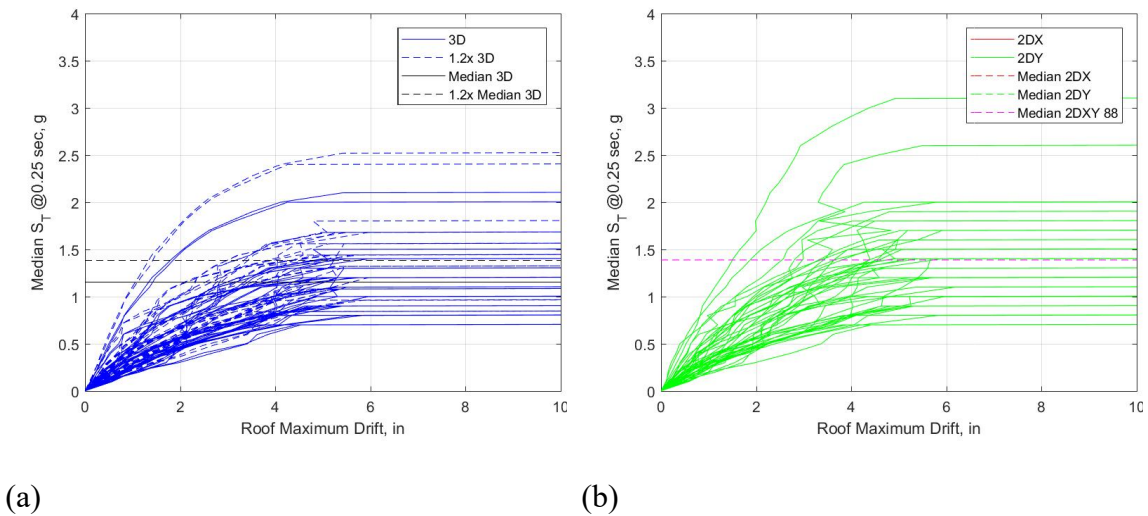 4
3.5
3
2.5
2
1.5
1
0.5
0
Median S_T @0.25 sec, g
3D
1.2x 3D
Median 3D
1.2x Median 3D
0 2 4 6 8 10
Roof Maximum Drift, in
(a)
4
3.5
3
2.5
2
1.5
1
0.5
0
Median S_T @0.25 sec, g
2DX
2DY
Median 2DX
Median 2DY
Median 2DXY 88
0 2 4 6 8 10
Roof Maximum Drift, in
(b)